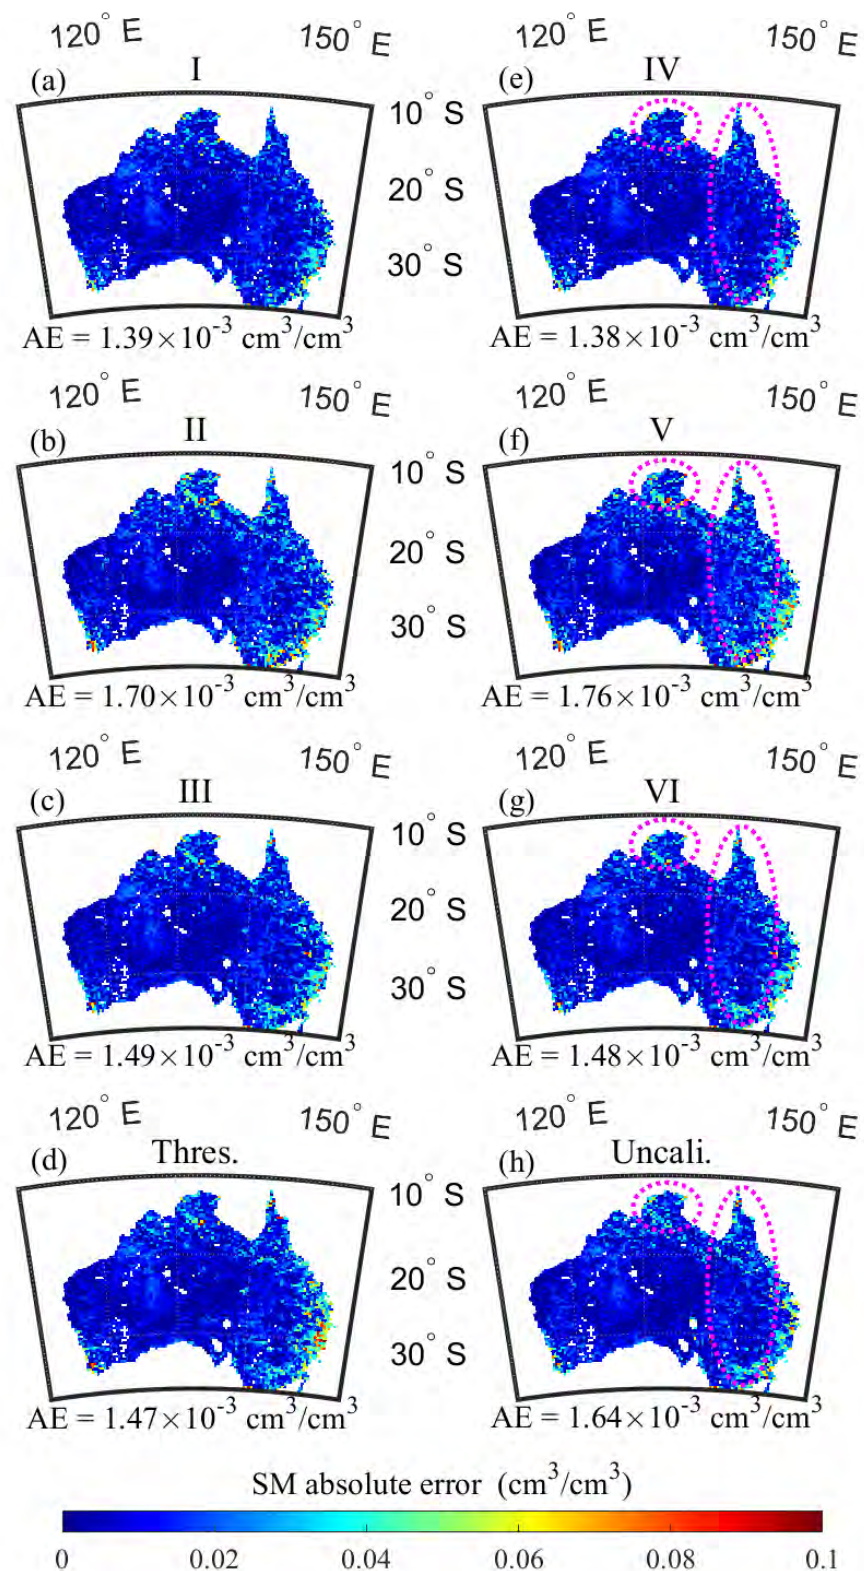 120° E 150° E 120° E 150° E
(a) I (e) IV
10° S
20° S
30° S
AE = 1.39×10⁻³ cm³/cm³ AE = 1.38×10⁻³ cm³/cm³
120° E 150° E 120° E 150° E
(b) II (f) V
10° S
20° S
30° S
AE = 1.70×10⁻³ cm³/cm³ AE = 1.76×10⁻³ cm³/cm³
120° E 150° E 120° E 150° E
(c) III (g) VI
10° S
20° S
30° S
AE = 1.49×10⁻³ cm³/cm³ AE = 1.48×10⁻³ cm³/cm³
120° E 150° E 120° E 150° E
(d) Thres. (h) Uncali.
10° S
20° S
30° S
AE = 1.47×10⁻³ cm³/cm³ AE = 1.64×10⁻³ cm³/cm³
SM absolute error (cm³/cm³)
0 0.02 0.04 0.06 0.08 0.1